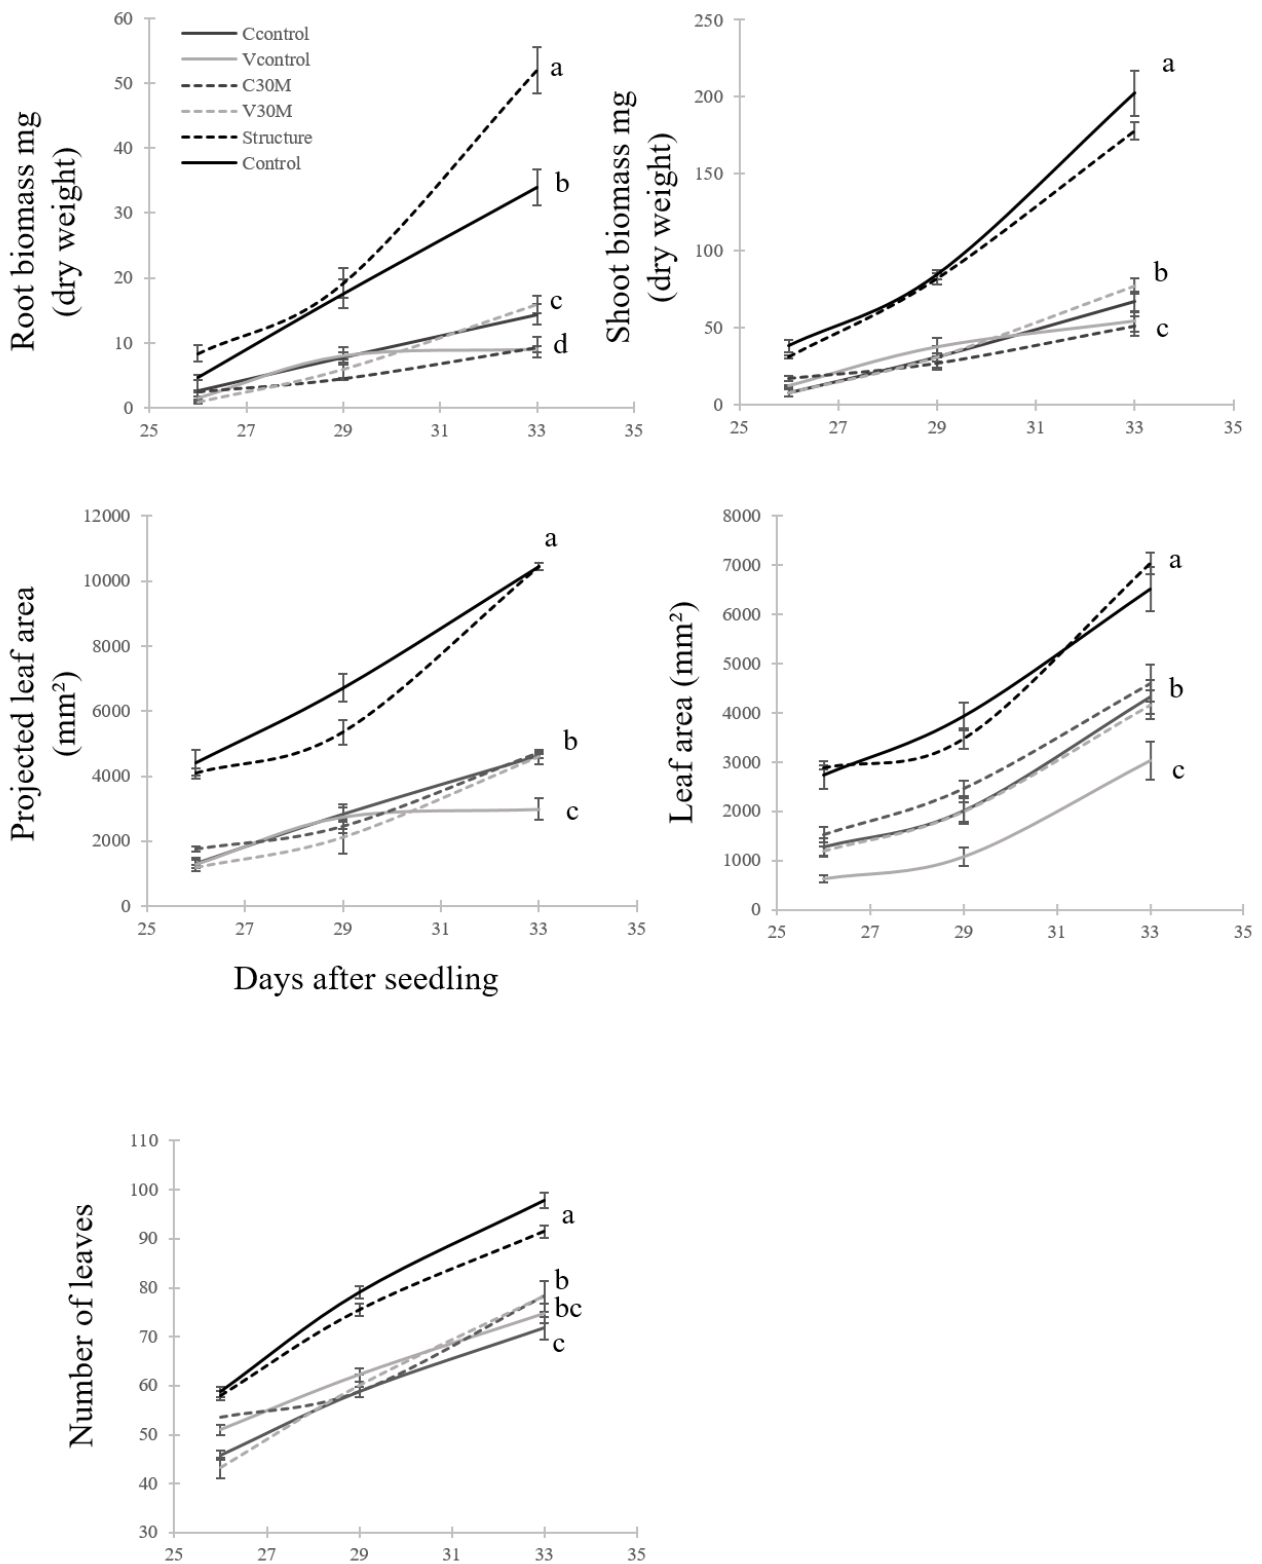 Root biomass mg
(dry weight)
60
50
40
30
20
10
0
Ccontrol
Vcontrol
C30M
V30M
Structure
Control
a
b
c
d
25 27 29 31 33 35
Shoot biomass mg
(dry weight)
250
200
150
100
50
0
a
b
c
25 27 29 31 33 35
Projected leaf area
(mm²)
12000
10000
8000
6000
4000
2000
0
a
b
c
25 27 29 31 33 35
Days after seedling
Leaf area (mm²)
8000
7000
6000
5000
4000
3000
2000
1000
0
a
b
c
25 27 29 31 33 35
Number of leaves
110
100
90
80
70
60
50
40
30
a
b
bc
c
25 27 29 31 33 35